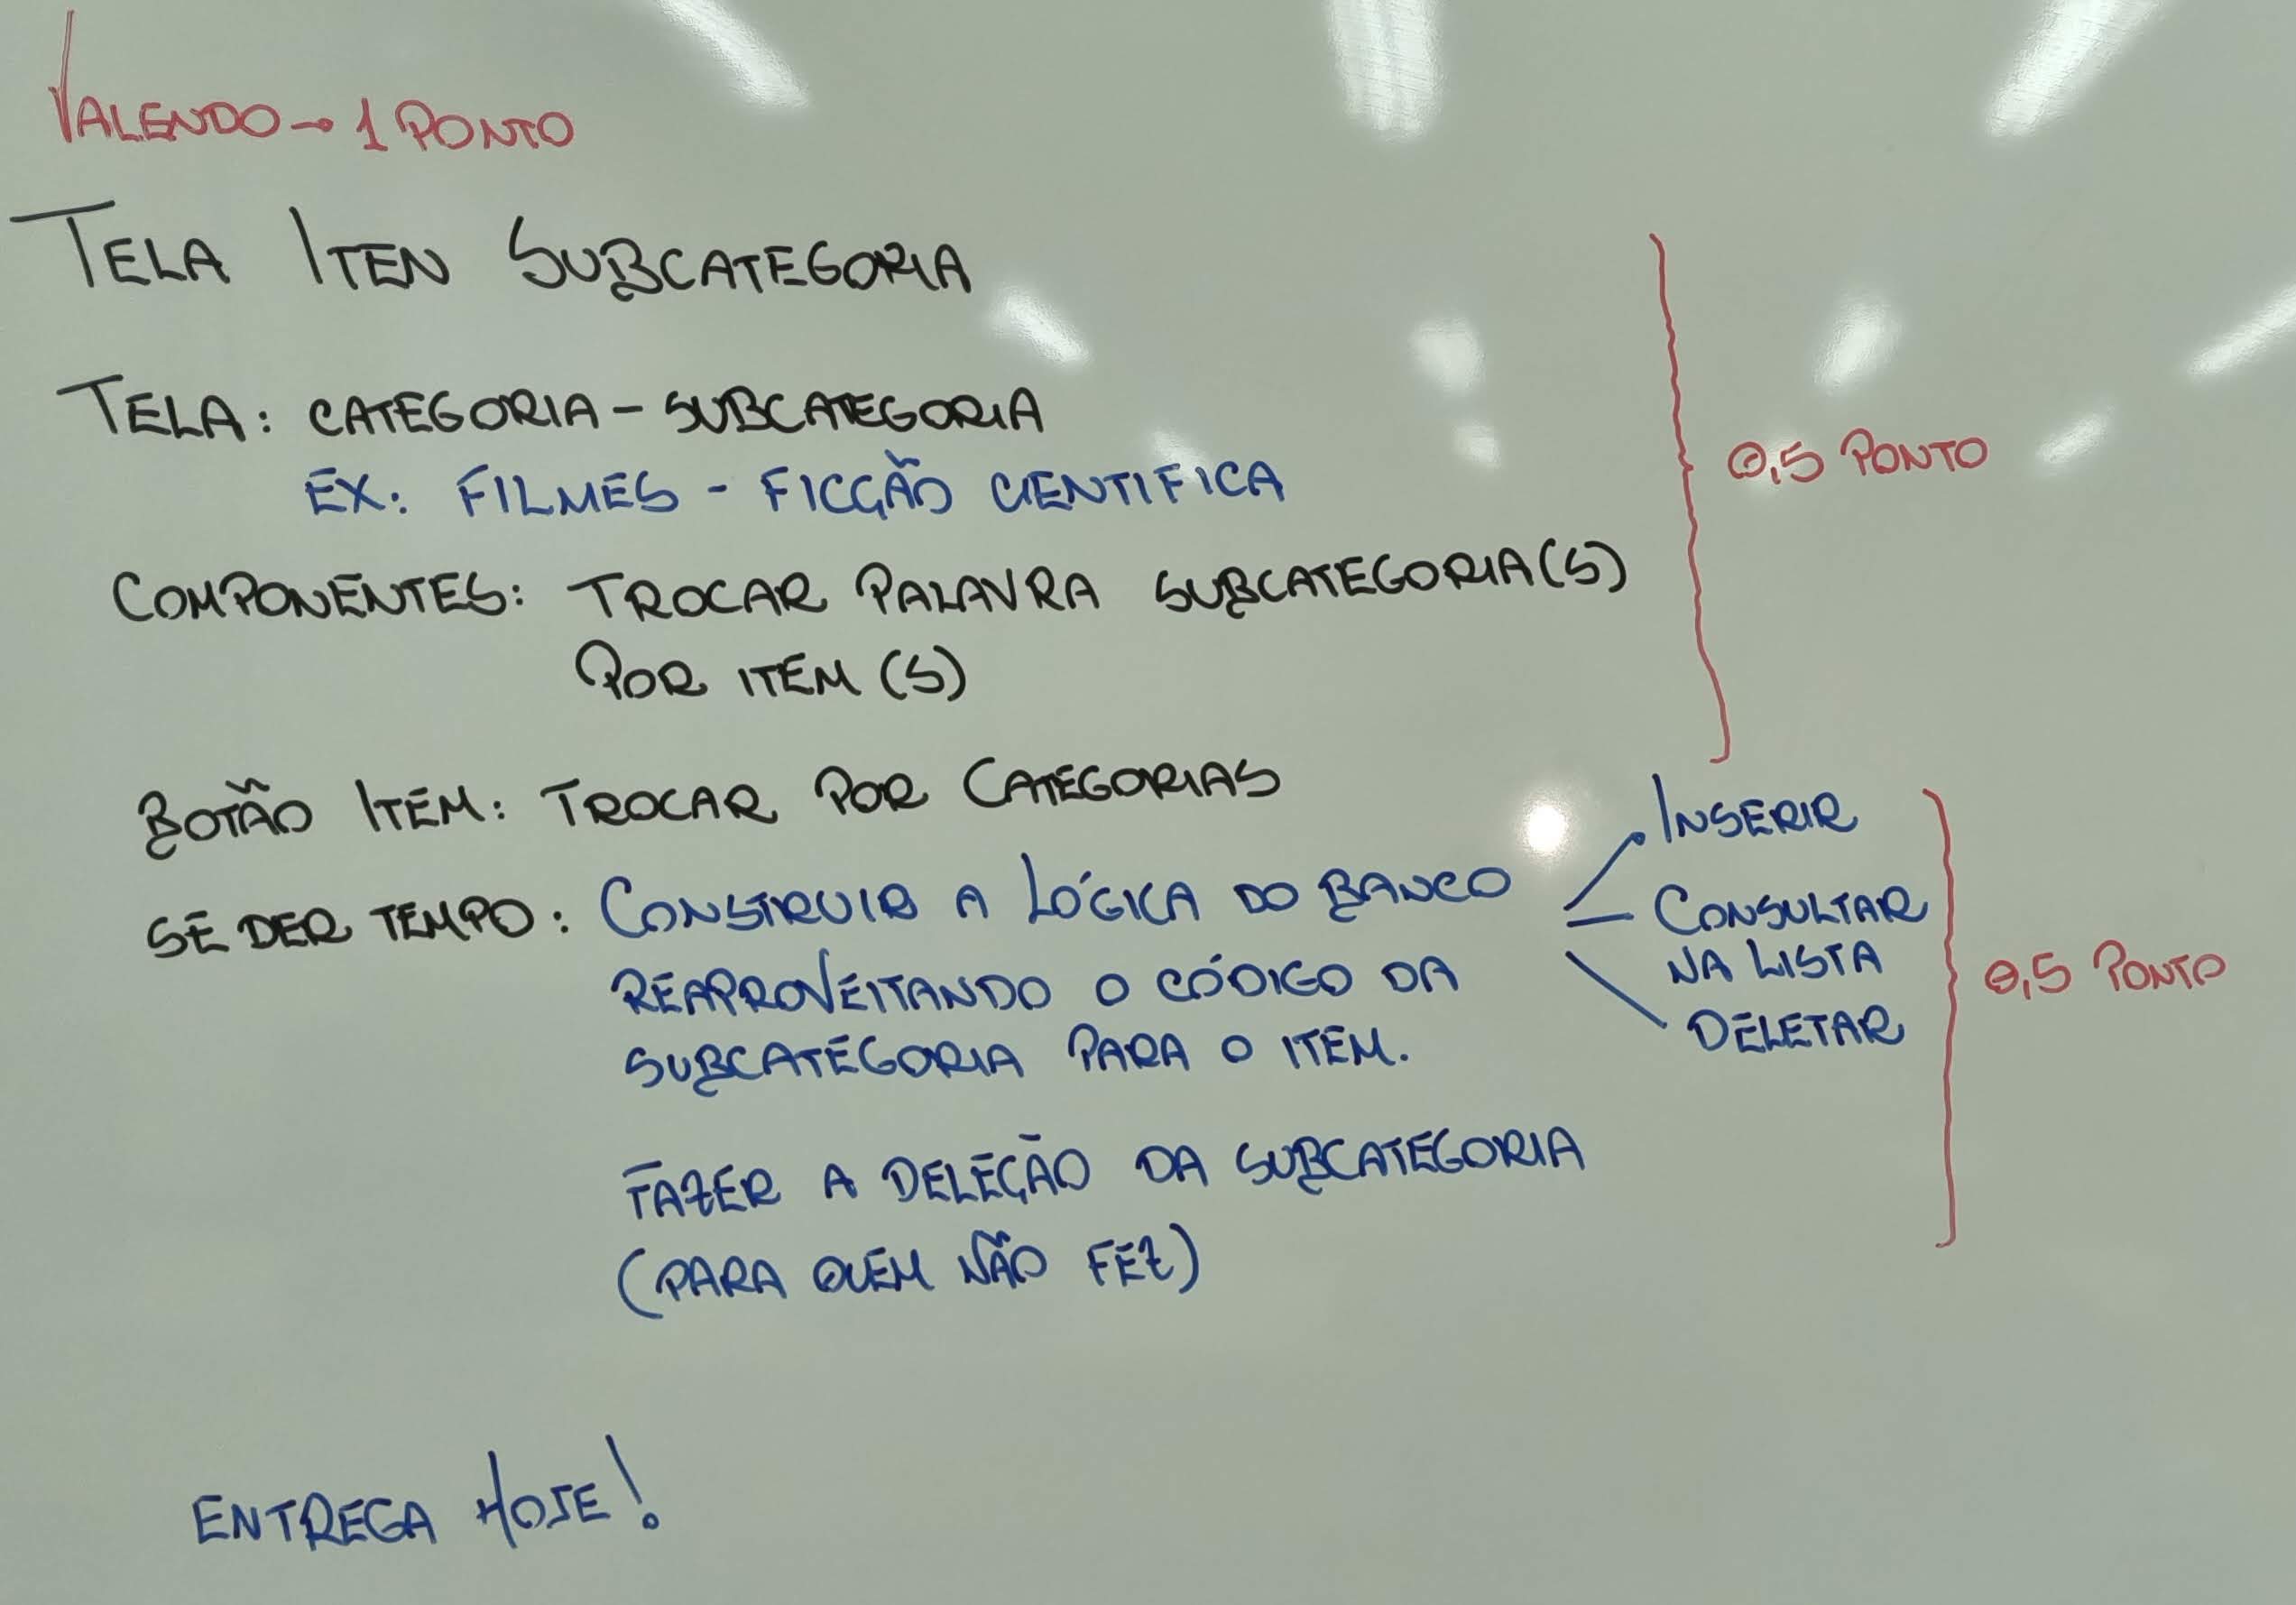 VALENDO → 1 PONTO
TELA ITEN SUBCATEGORIA
TELA: CATEGORIA - SUBCATEGORIA
EX: FILMES - FICÇÃO CIENTIFICA
0,5 PONTO
COMPONENTES: TROCAR PALAVRA SUBCATEGORIA(S)
POR ITEM (S)
BOTÃO ITEM: TROCAR POR CATEGORIAS
SE DER TEMPO: CONSTRUIR A LÓGICA DO BANCO
REAPROVEITANDO O CÓDIGO DA
SUBCATEGORIA PARA O ITEM.
INSERIR
CONSULTAR
NA LISTA
DELETAR
0,5 PONTO
FAZER A DELEÇÃO DA SUBCATEGORIA
(PARA QUEM NÃO FEZ)
ENTREGA HOJE!